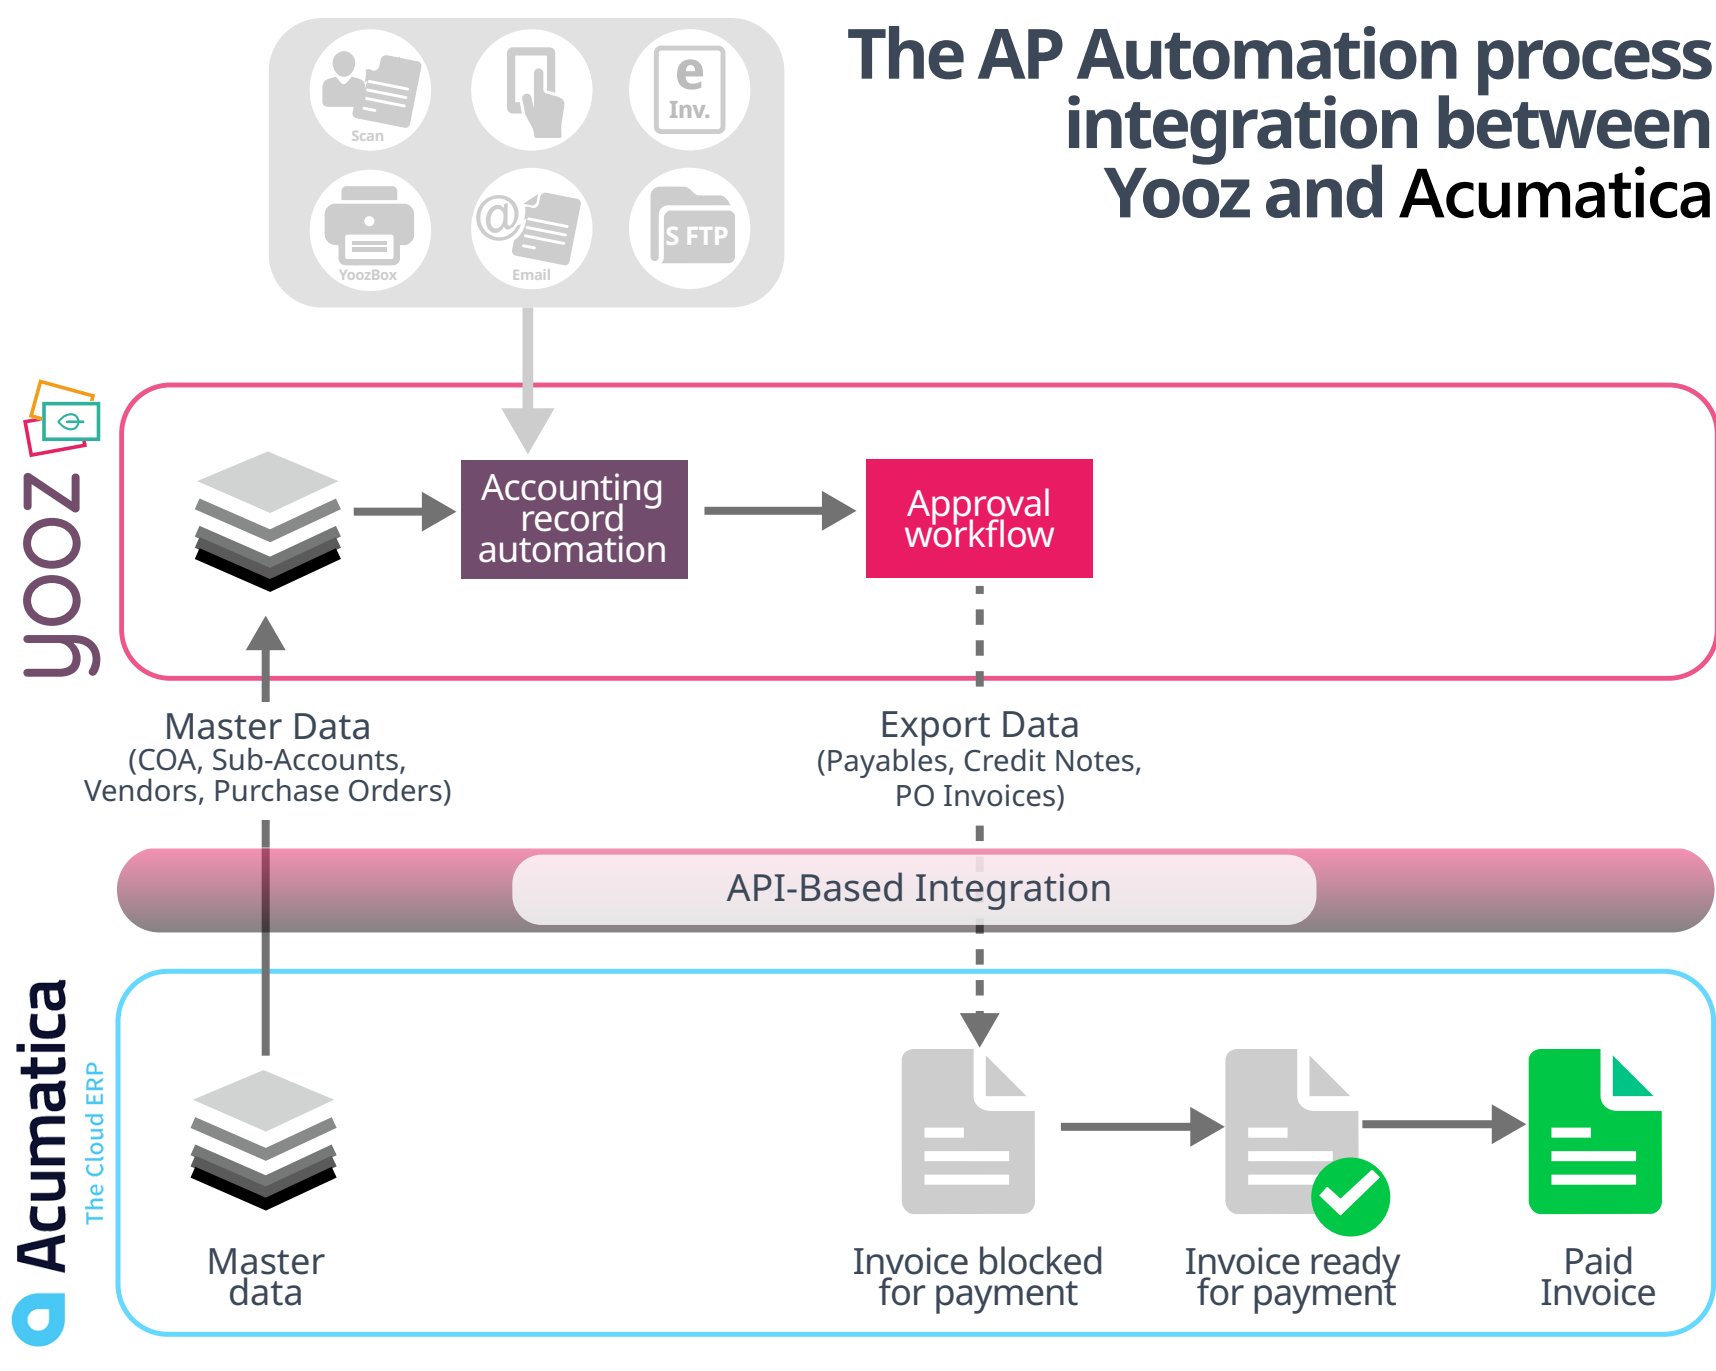 The AP Automation process
integration between
Yooz and Acumatica
Scan
e
Inv.
YoozBox
@
Email
S FTP
yooz
Accounting
record
automation
Approval
workflow
Master Data
(COA, Sub-Accounts,
Vendors, Purchase Orders)
Export Data
(Payables, Credit Notes,
PO Invoices)
API-Based Integration
Acumatica
The Cloud ERP
Master
data
Invoice blocked
for payment
Invoice ready
for payment
Paid
Invoice